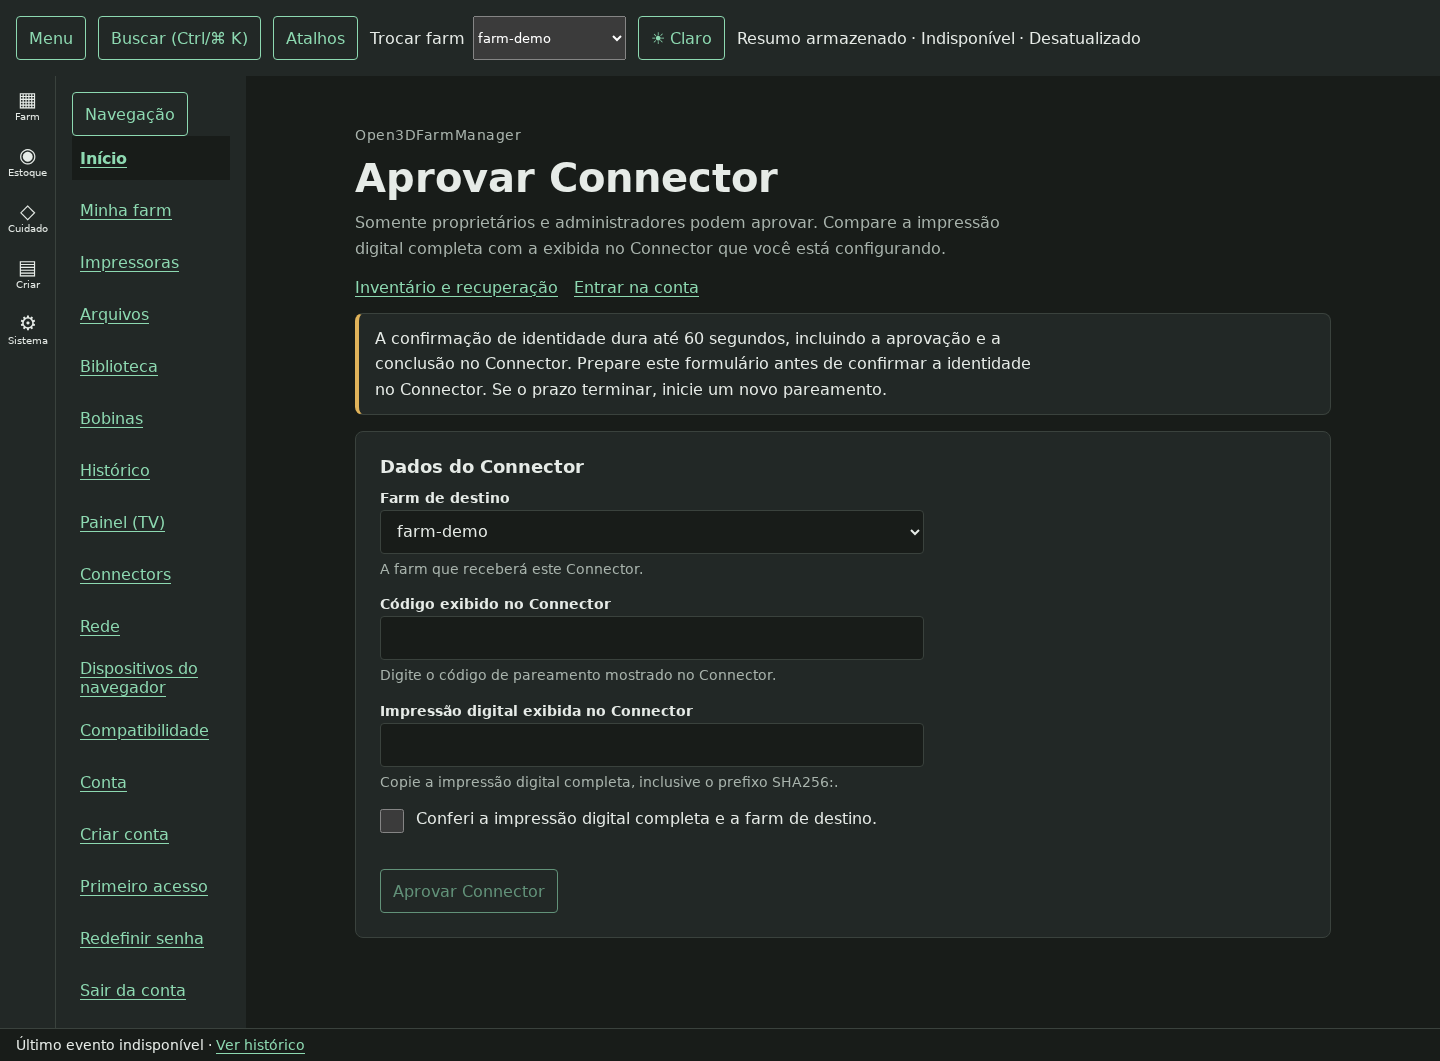 Menu
Buscar (Ctrl/⌘ K)
Atalhos
Trocar farm
farm-demo
☀ Claro
Resumo armazenado · Indisponível · Desatualizado
Farm
Estoque
Cuidado
Criar
Sistema
Navegação
Início
Minha farm
Impressoras
Arquivos
Biblioteca
Bobinas
Histórico
Painel (TV)
Connectors
Rede
Dispositivos do
navegador
Compatibilidade
Conta
Criar conta
Primeiro acesso
Redefinir senha
Sair da conta
Open3DFarmManager
Aprovar Connector
Somente proprietários e administradores podem aprovar. Compare a impressão
digital completa com a exibida no Connector que você está configurando.
Inventário e recuperação
Entrar na conta
A confirmação de identidade dura até 60 segundos, incluindo a aprovação e a
conclusão no Connector. Prepare este formulário antes de confirmar a identidade
no Connector. Se o prazo terminar, inicie um novo pareamento.
Dados do Connector
Farm de destino
farm-demo
A farm que receberá este Connector.
Código exibido no Connector
Digite o código de pareamento mostrado no Connector.
Impressão digital exibida no Connector
Copie a impressão digital completa, inclusive o prefixo SHA256:.
Conferi a impressão digital completa e a farm de destino.
Aprovar Connector
Último evento indisponível · Ver histórico